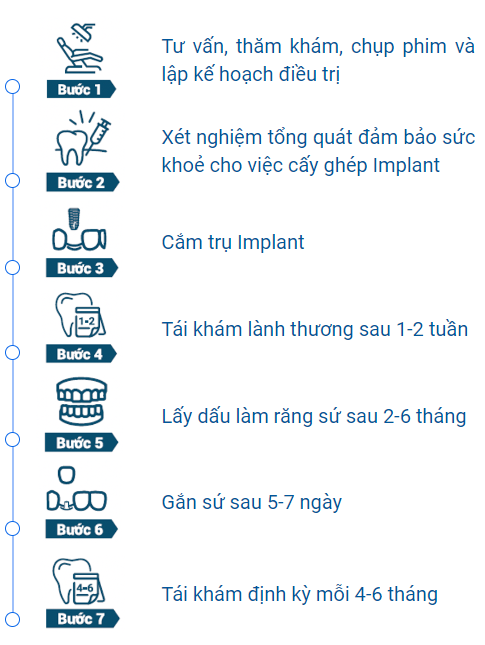 Tư vấn, thăm khám, chụp phim và
lập kế hoạch điều trị
Bước 1
Xét nghiệm tổng quát đảm bảo sức
khoẻ cho việc cấy ghép Implant
Bước 2
Cắm trụ Implant
Bước 3
1-2
Tái khám lành thương sau 1-2 tuần
Bước 4
Lấy dấu làm răng sứ sau 2-6 tháng
Bước 5
Gắn sứ sau 5-7 ngày
Bước 6
4-6
Tái khám định kỳ mỗi 4-6 tháng
Bước 7